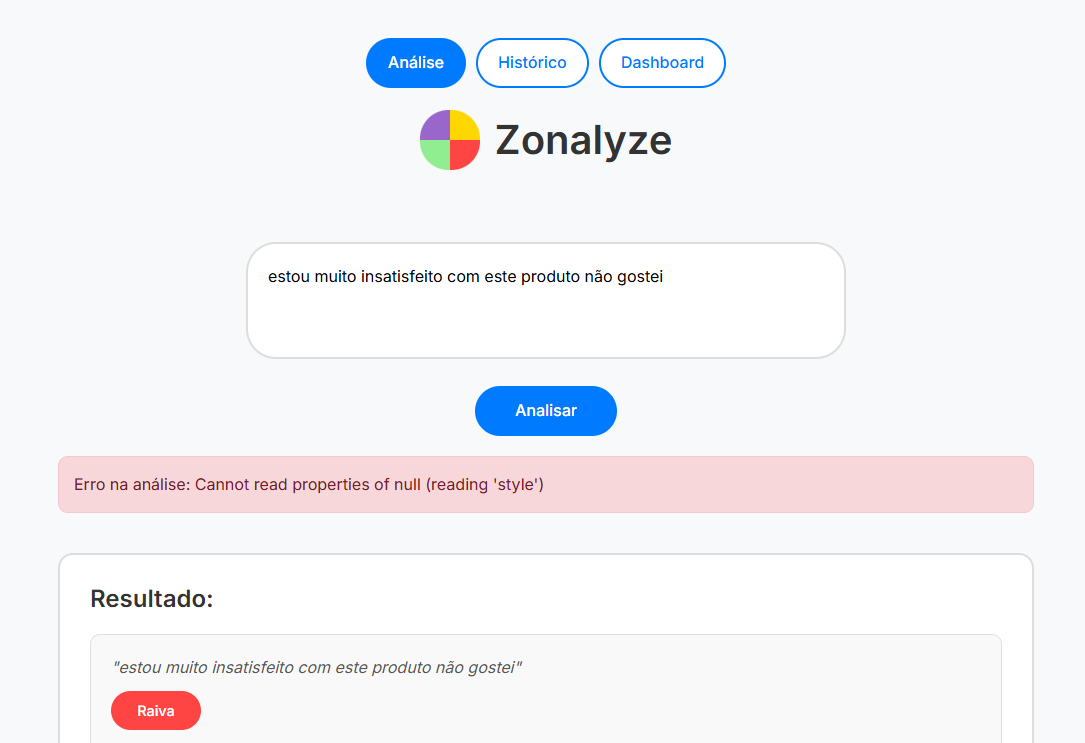 Análise
Histórico
Dashboard
Zonalyze
estou muito insatisfeito com este produto não gostei
Analisar
Erro na análise: Cannot read properties of null (reading 'style')
Resultado:
"estou muito insatisfeito com este produto não gostei"
Raiva